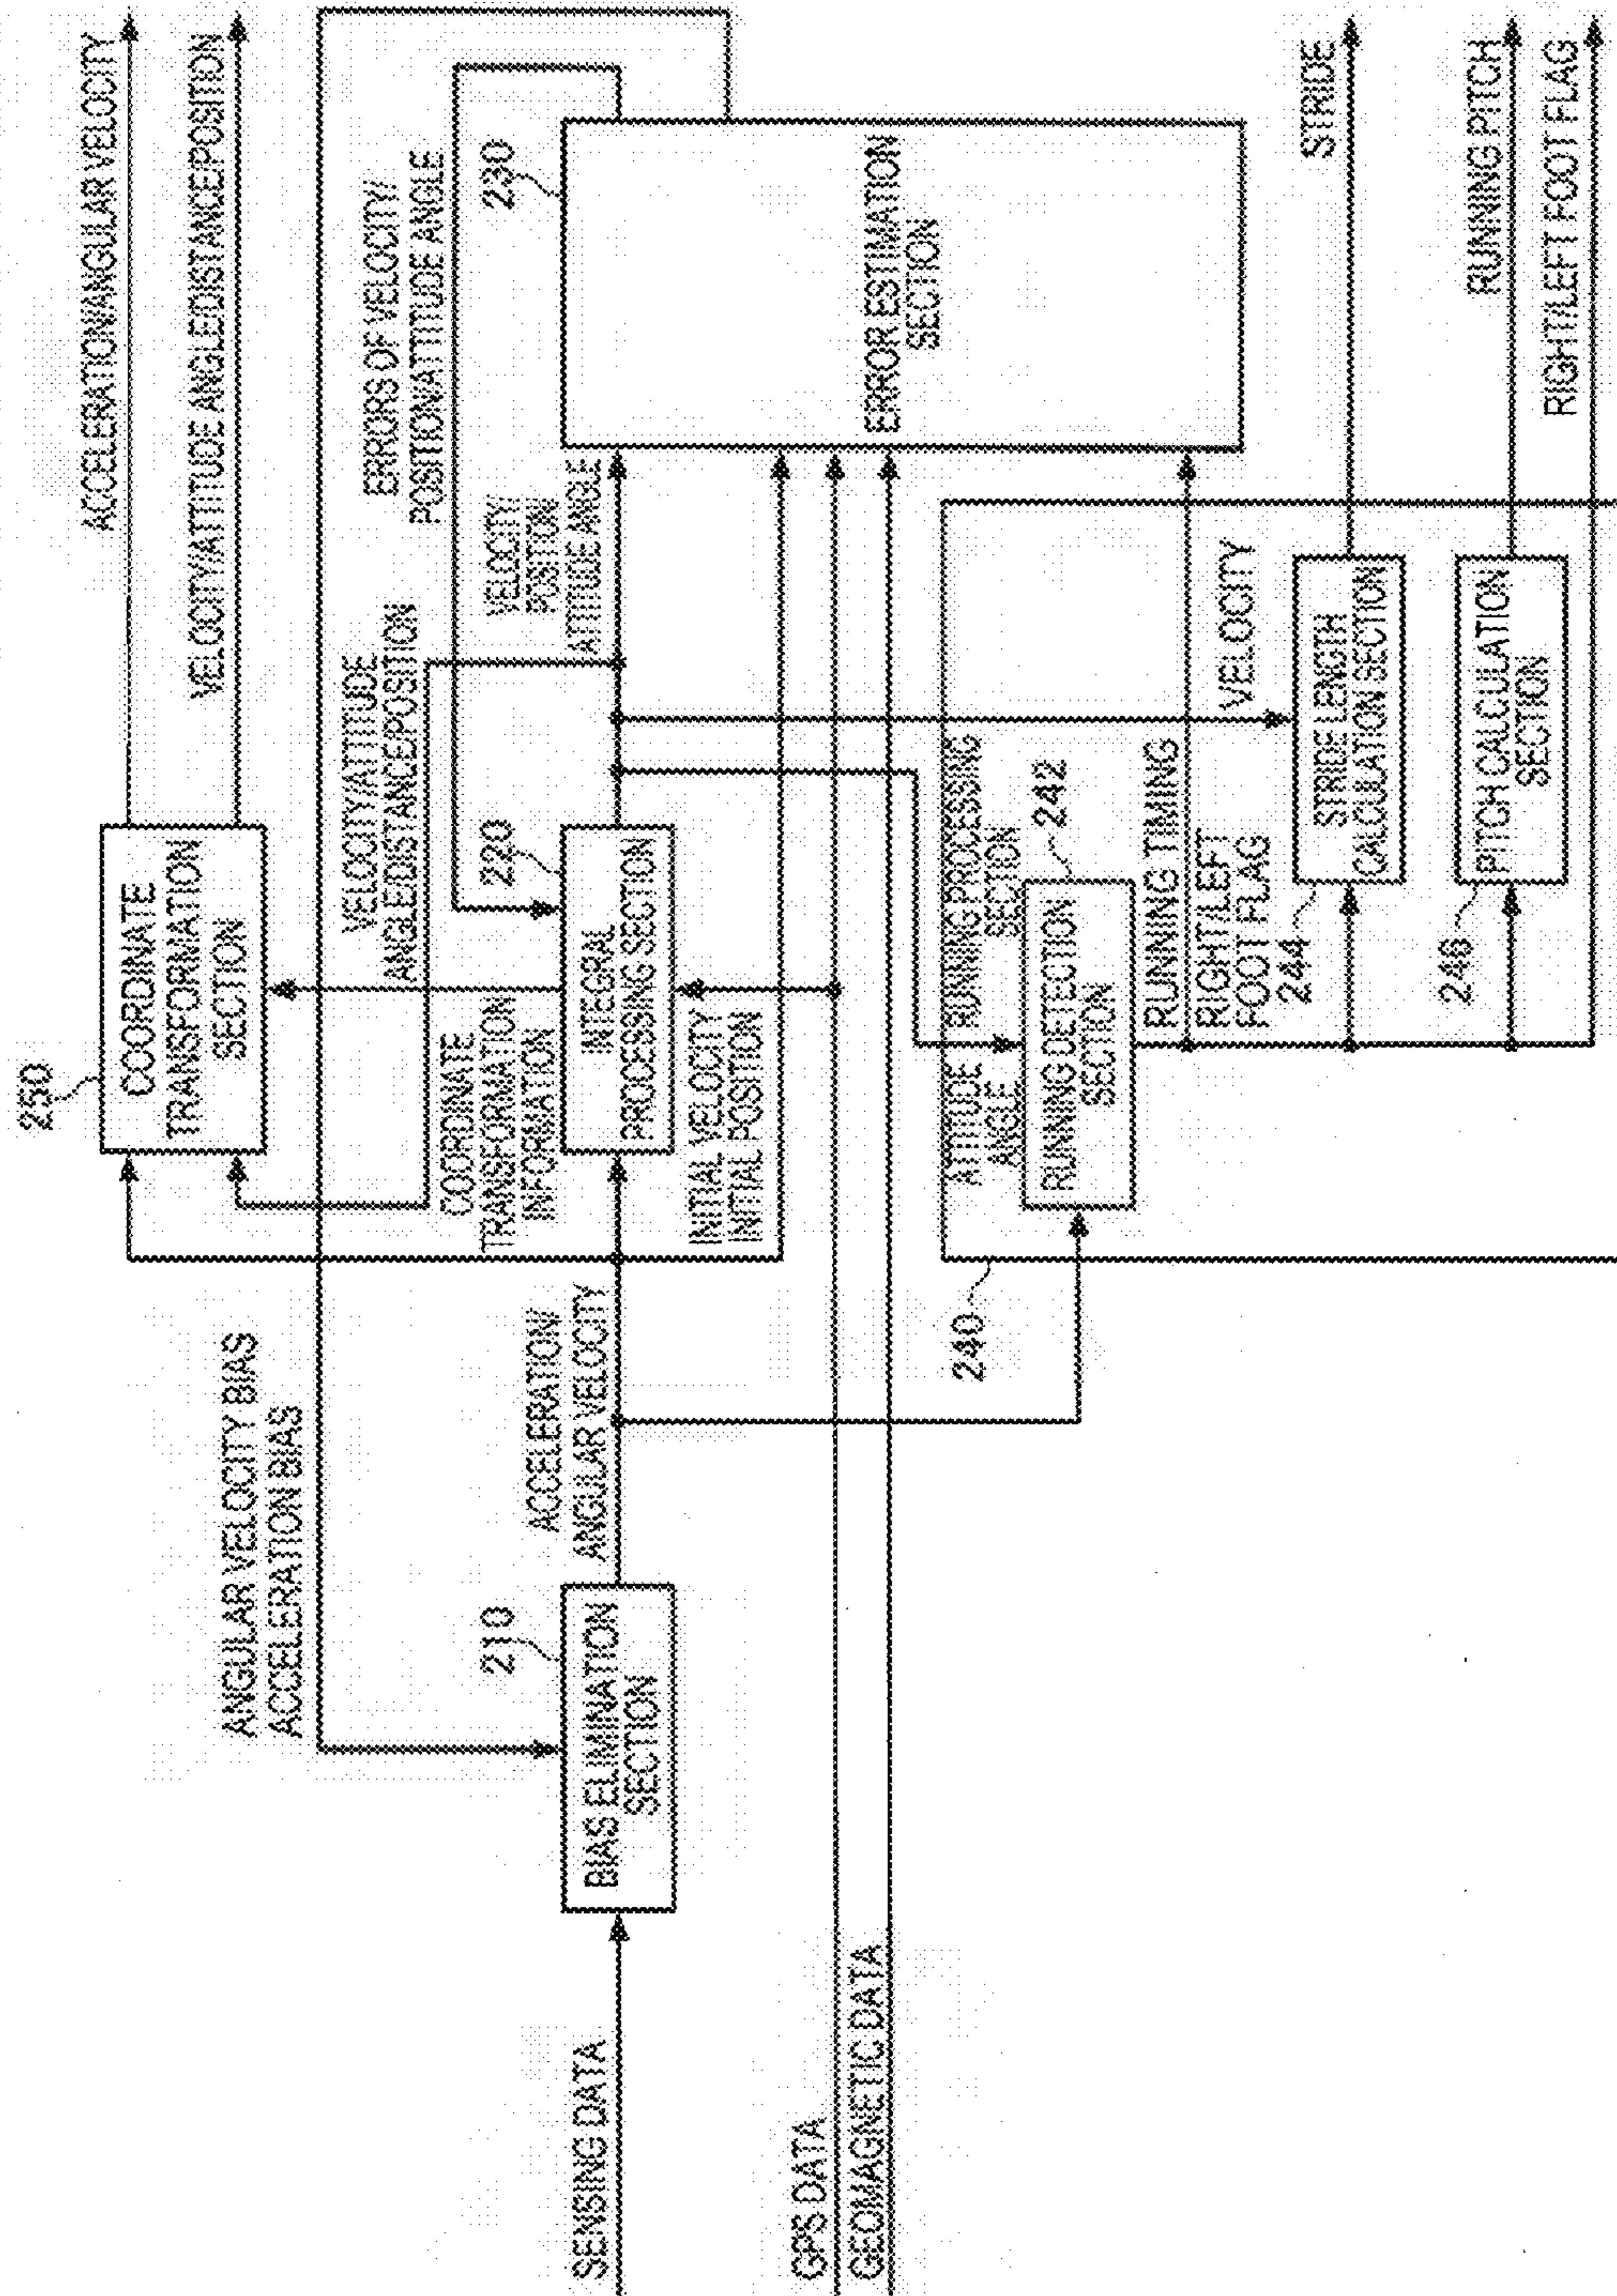 250
COORDINATE
TRANSFORMATION
SECTION
ACCELERATION/ANGULAR VELOCITY
VELOCITY/ATTITUDE ANGLE/DISTANCE/POSITION
ANGULAR VELOCITY BIAS
ACCELERATION BIAS
VELOCITY/ATTITUDE
ANGLE/DISTANCE/POSITION
ERRORS OF VELOCITY/
POSITION/ATTITUDE ANGLE
COORDINATE
TRANSFORMATION
INFORMATION
SENSING DATA
210
BIAS ELIMINATION
SECTION
ACCELERATION/
ANGULAR VELOCITY
220
INTEGRAL
PROCESSING SECTION
VELOCITY/
POSITION/
ATTITUDE ANGLE
230
ERROR ESTIMATION
SECTION
INITIAL VELOCITY
INITIAL POSITION
GPS DATA
GEOMAGNETIC DATA
240
ATTITUDE
ANGLE
RUNNING PROCESSING
SECTION
242
RUNNING DETECTION
SECTION
RUNNING TIMING
RIGHT/LEFT
FOOT FLAG
VELOCITY
244
STRIDE LENGTH
CALCULATION SECTION
STRIDE
246
PITCH CALCULATION
SECTION
RUNNING PITCH
RIGHT/LEFT FOOT FLAG